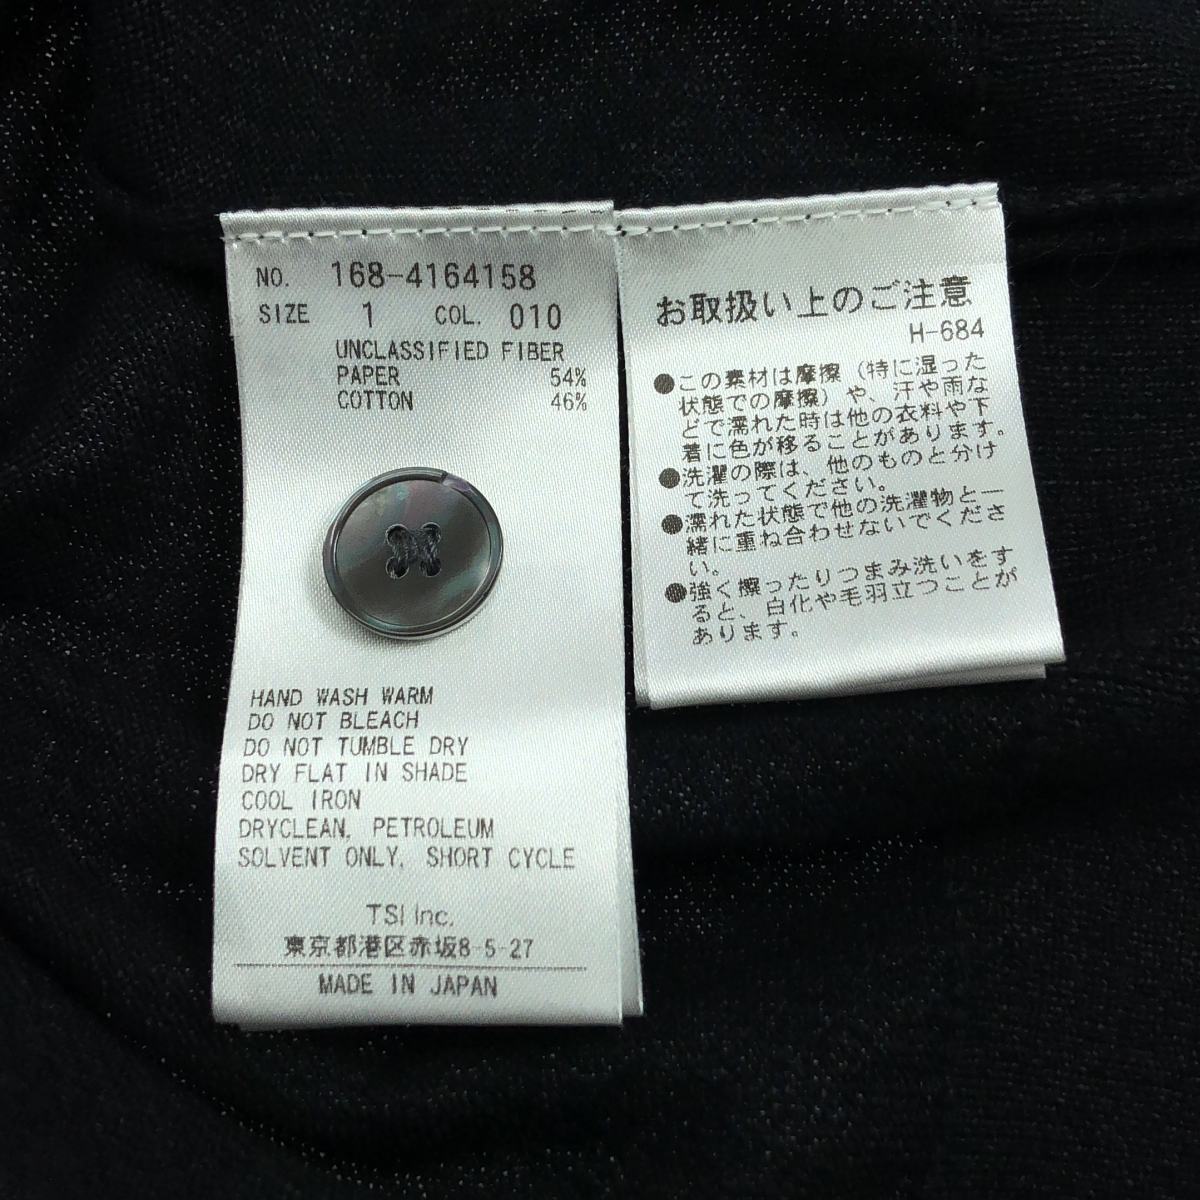 NO. 168-4164158
SIZE 1 COL. 010
UNCLASSIFIED FIBER
PAPER 54%
COTTON 46%
HAND WASH WARM
DO NOT BLEACH
DO NOT TUMBLE DRY
DRY FLAT IN SHADE
COOL IRON
DRYCLEAN, PETROLEUM
SOLVENT ONLY, SHORT CYCLE
TSI Inc.
東京都港区赤坂8-5-27
MADE IN JAPAN
お取扱い上のご注意
H-684
●この素材は摩擦（特に湿った
状態での摩擦）や、汗や雨な
どで濡れた時は他の衣料や下
着に色が移ることがあります。
●洗濯の際は、他のものと分け
て洗ってください。
●濡れた状態で他の洗濯物と一
緒に重ね合わせないでくださ
い。
●強く擦ったりつまみ洗いをす
ると、白化や毛羽立つことが
あります。